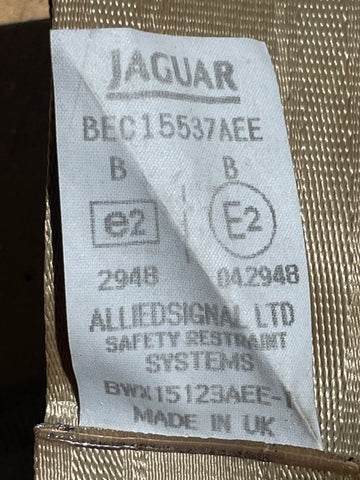 JAGUAR
BEC15537AEE
B B
e2 E2
2948 042948
ALLIEDSIGNAL LTD
SAFETY RESTRAINT
SYSTEMS
BWX15123AEE-1
MADE IN UK